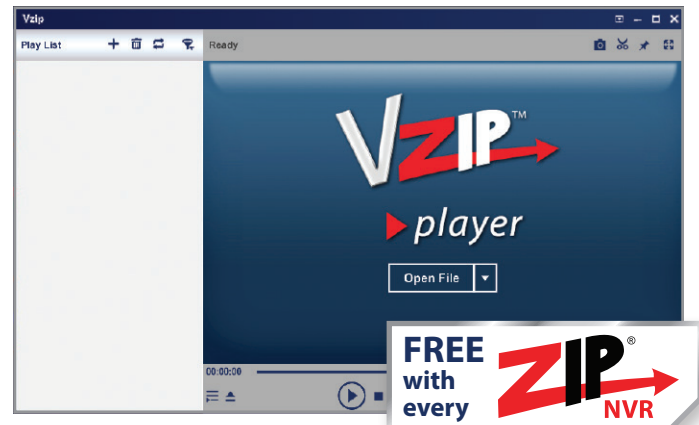 Vzip
Play List
Ready
VZIP™
player
Open File
00:00:00
FREE
with
every
ZIP®
NVR